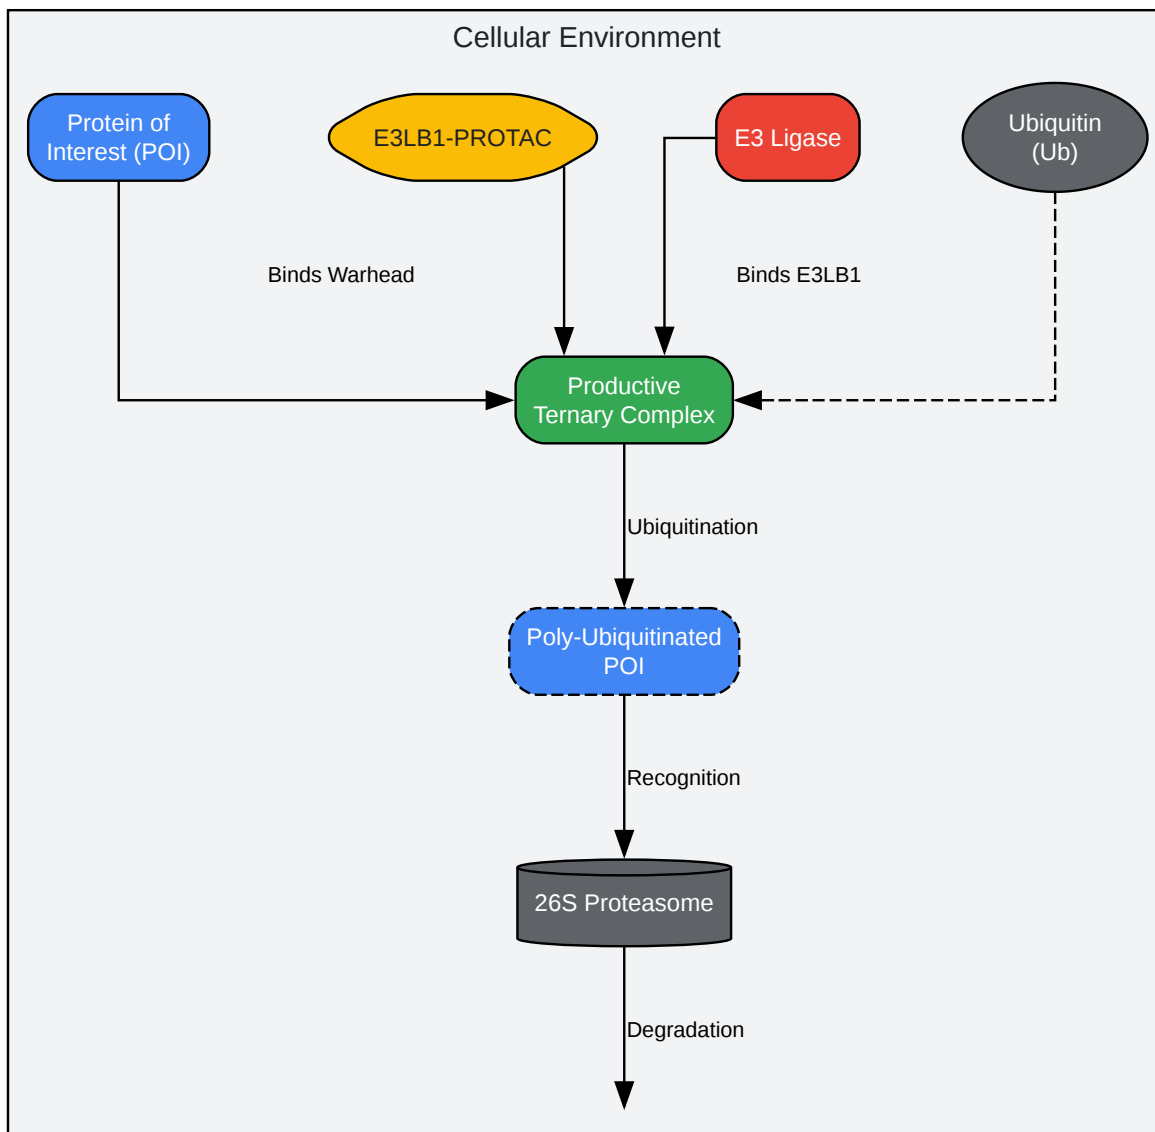 Cellular Environment
Protein of
Interest (POI)
E3LB1-PROTAC
E3 Ligase
Ubiquitin
(Ub)
Binds Warhead
Binds E3LB1
Productive
Ternary Complex
Ubiquitination
Poly-Ubiquitinated
POI
Recognition
26S Proteasome
Degradation